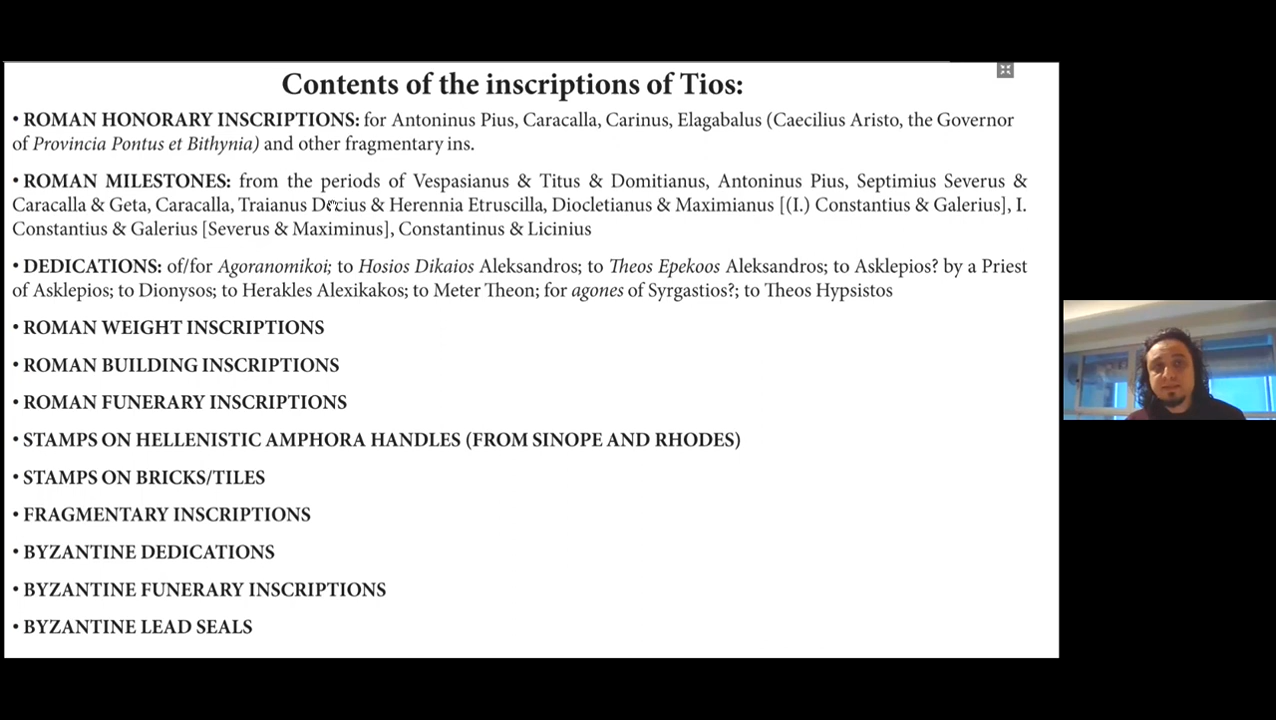 Contents of the inscriptions of Tios:
• ROMAN HONORARY INSCRIPTIONS: for Antoninus Pius, Caracalla, Carinus, Elagabalus (Caecilius Aristo, the Governor
of Provincia Pontus et Bithynia) and other fragmentary ins.
• ROMAN MILESTONES: from the periods of Vespasianus & Titus & Domitianus, Antoninus Pius, Septimius Severus &
Caracalla & Geta, Caracalla, Traianus Decius & Herennia Etruscilla, Diocletianus & Maximianus [(I.) Constantius & Galerius], I.
Constantius & Galerius [Severus & Maximinus], Constantinus & Licinius
• DEDICATIONS: of/for Agoranomikoi; to Hosios Dikaios Aleksandros; to Theos Epekoos Aleksandros; to Asklepios? by a Priest
of Asklepios; to Dionysos; to Herakles Alexikakos; to Meter Theon; for agones of Syrgastios?; to Theos Hypsistos
• ROMAN WEIGHT INSCRIPTIONS
• ROMAN BUILDING INSCRIPTIONS
• ROMAN FUNERARY INSCRIPTIONS
• STAMPS ON HELLENISTIC AMPHORA HANDLES (FROM SINOPE AND RHODES)
• STAMPS ON BRICKS/TILES
• FRAGMENTARY INSCRIPTIONS
• BYZANTINE DEDICATIONS
• BYZANTINE FUNERARY INSCRIPTIONS
• BYZANTINE LEAD SEALS